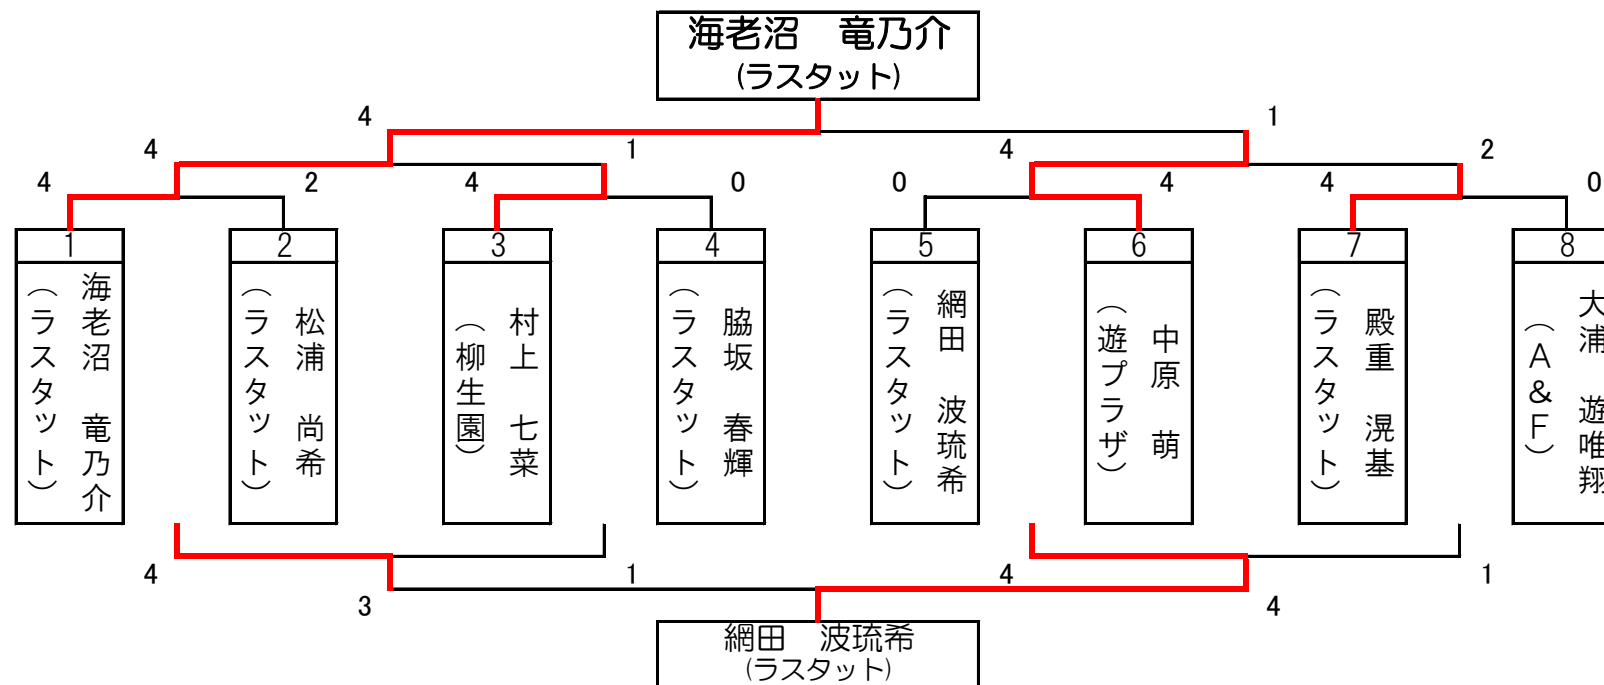 海老沼　竜乃介
(ラスタット)
4
1
4
1
4
2
4
2
4
0
0
4
4
0
1
2
3
4
5
6
7
8
海老沼　竜乃介
(ラスタット)
松浦　尚希
(ラスタット)
村上　七菜
(柳生園)
脇坂　春輝
(ラスタット)
網田　波琉希
(ラスタット)
中原　萌
(遊プラザ)
殿重　滉基
(ラスタット)
大浦　遊唯翔
(A&F)
4
1
4
1
3
4
網田　波琉希
(ラスタット)